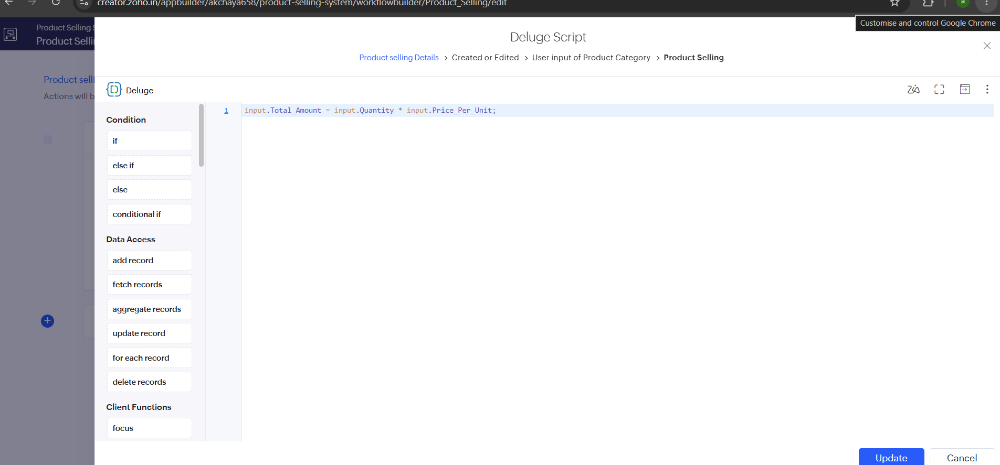 creator.zoho.in/appbuilder/akchaya658/product-selling-system/workflowbuilder/Product_Selling/edit
a
Customise and control Google Chrome
Product Selling S
Product Sellin
Deluge Script
Product selling Details > Created or Edited > User input of Product Category > Product Selling
Product selli
Actions will b
Deluge
Zia
Condition
if
else if
else
conditional if
Data Access
add record
fetch records
aggregate records
update record
for each record
delete records
Client Functions
focus
1
input.Total_Amount = input.Quantity * input.Price_Per_Unit;
Update
Cancel